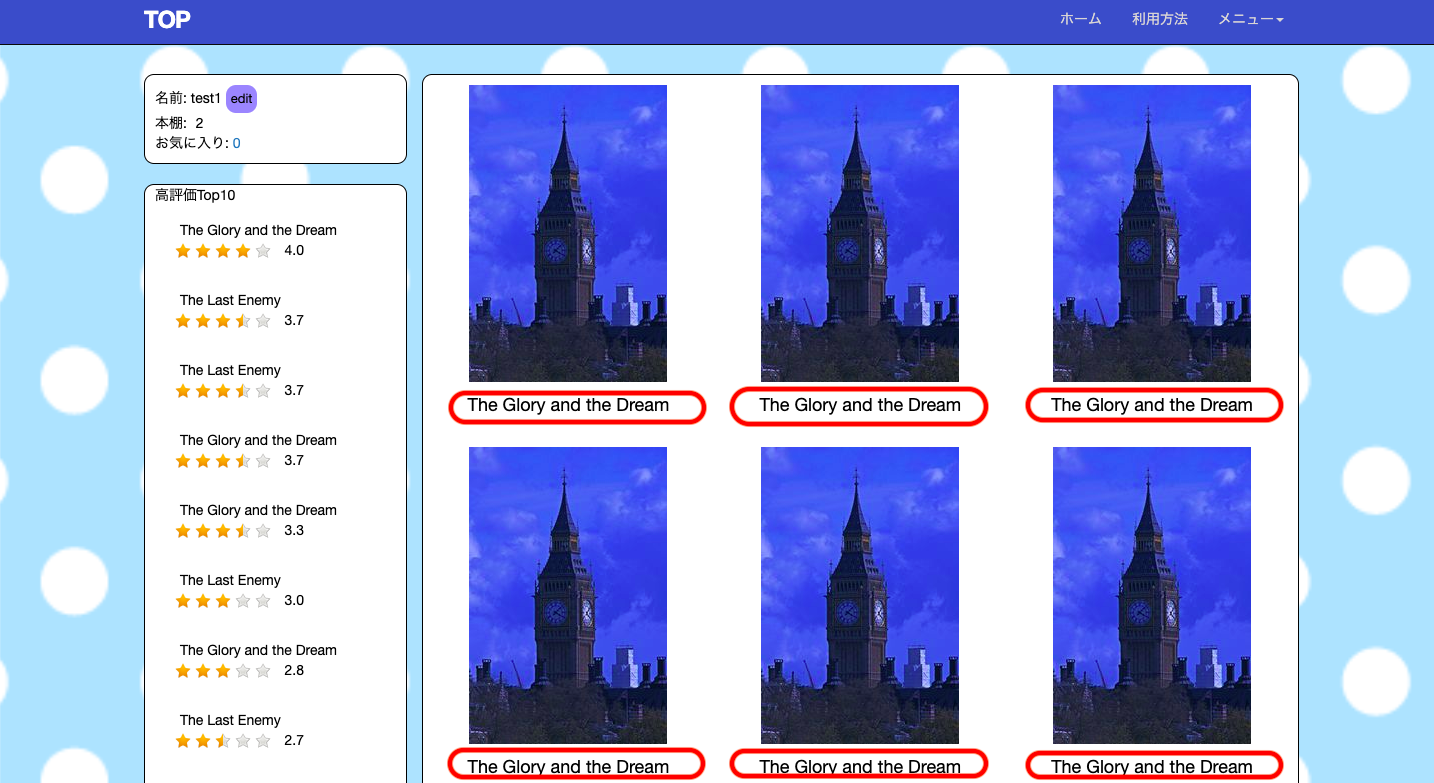 TOP
ホーム 利用方法 メニュー
名前: test1 edit
本棚: 2
お気に入り: 0
高評価Top10
The Glory and the Dream
4.0
The Last Enemy
3.7
The Last Enemy
3.7
The Glory and the Dream
3.7
The Glory and the Dream
3.3
The Last Enemy
3.0
The Glory and the Dream
2.8
The Last Enemy
2.7
The Glory and the Dream
The Glory and the Dream
The Glory and the Dream
The Glory and the Dream
The Glory and the Dream
The Glory and the Dream